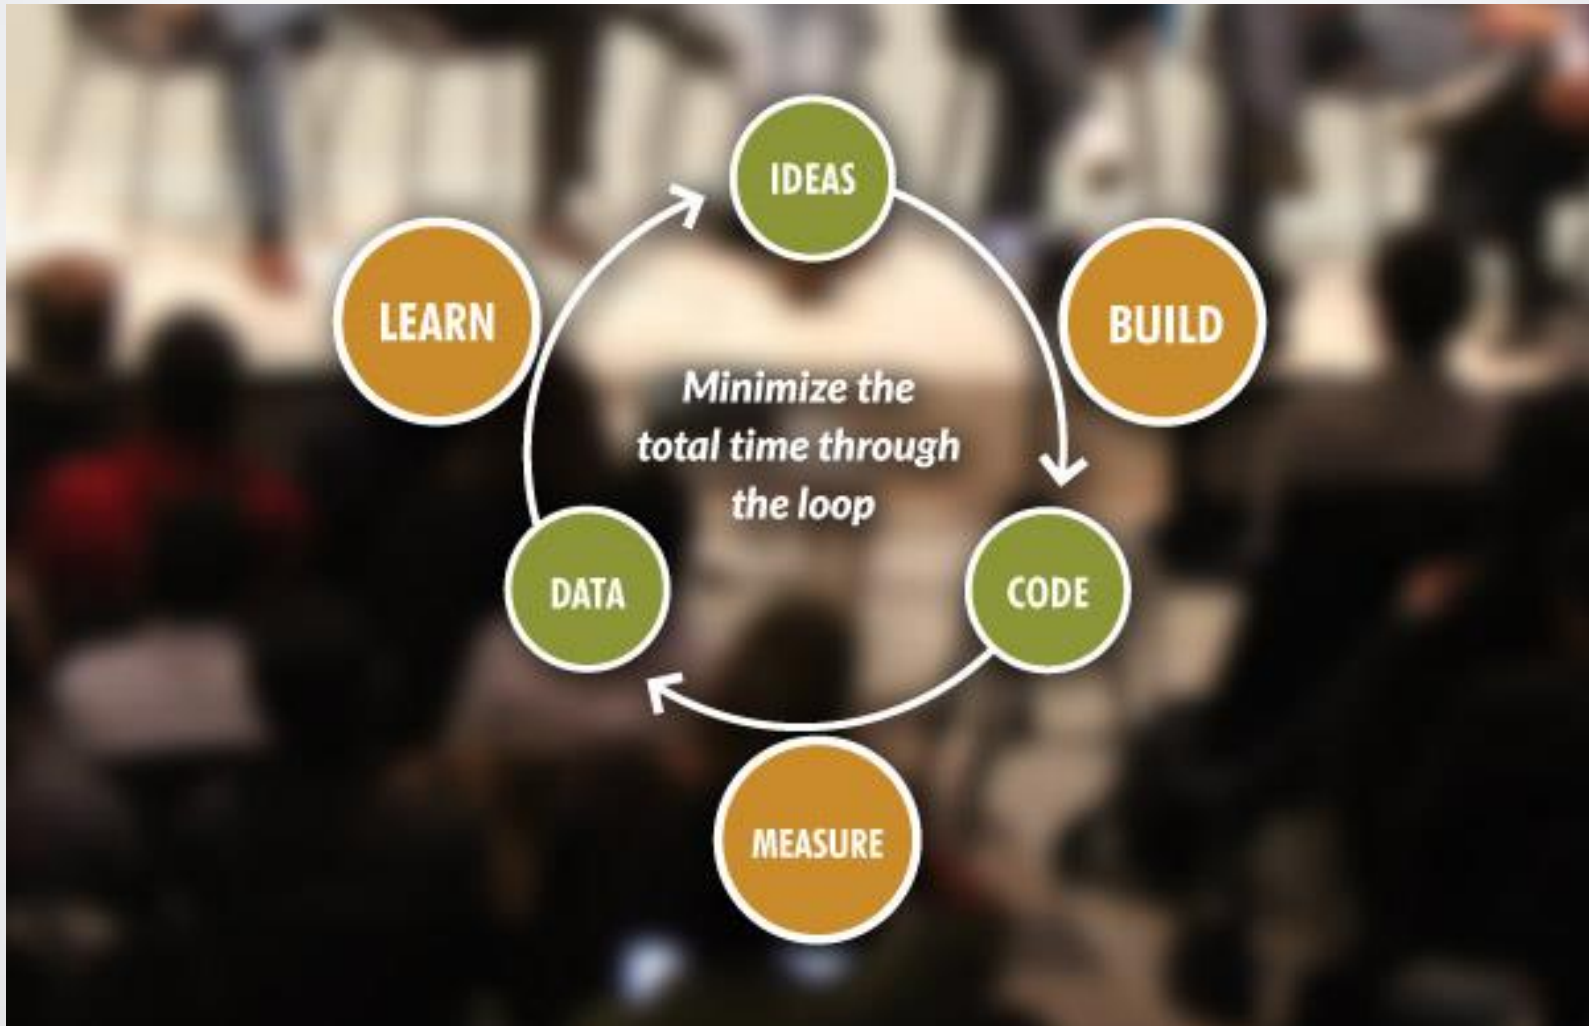 IDEAS
LEARN
BUILD
Minimize the
total time through
the loop
DATA
CODE
MEASURE